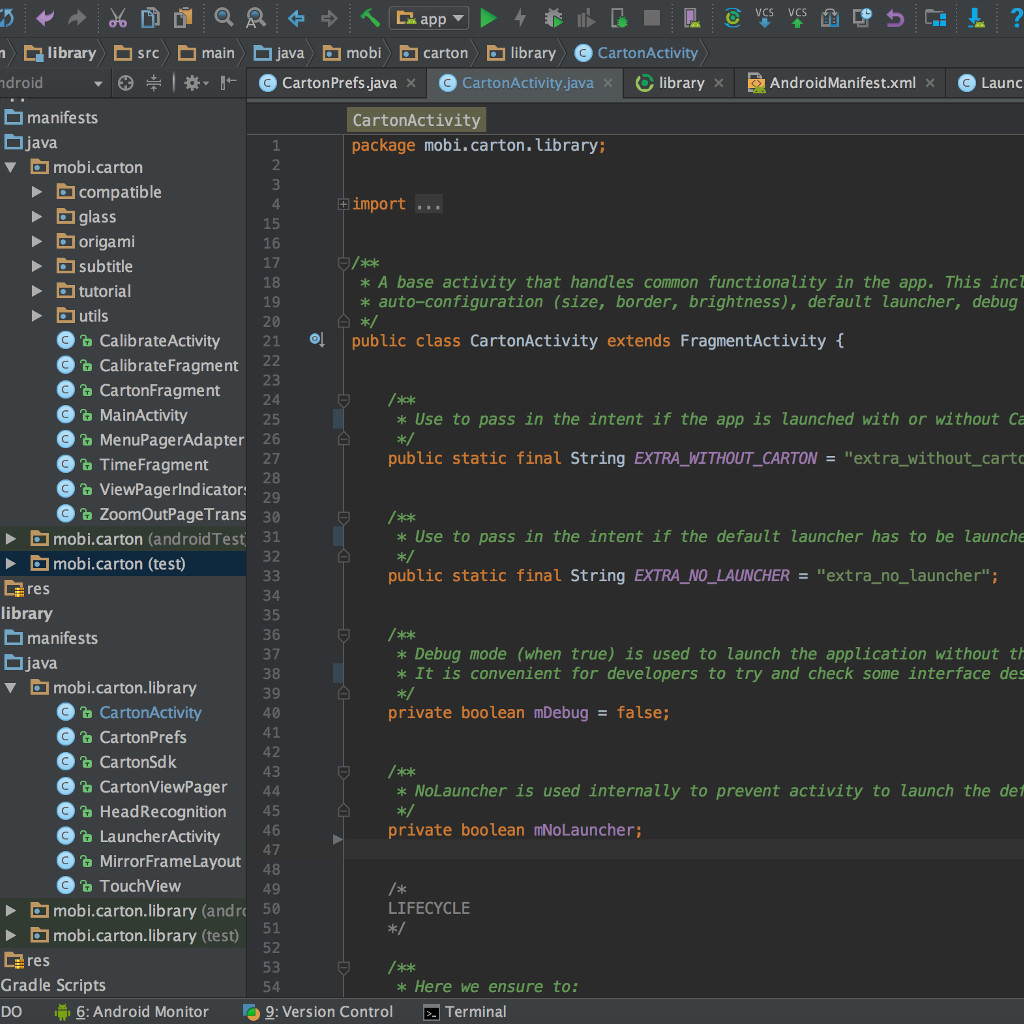 app
VCS
VCS
library
src
main
java
mobi
carton
library
CartonActivity
ndroid
CartonPrefs.java
CartonActivity.java
library
AndroidManifest.xml
Launc
manifests
java
mobi.carton
compatible
glass
origami
subtitle
tutorial
utils
CalibrateActivity
CalibrateFragment
CartonFragment
MainActivity
MenuPagerAdapter
TimeFragment
ViewPagerIndicators
ZoomOutPageTrans
mobi.carton (androidTest
mobi.carton (test)
res
library
manifests
java
mobi.carton.library
CartonActivity
CartonPrefs
CartonSdk
CartonViewPager
HeadRecognition
LauncherActivity
MirrorFrameLayout
TouchView
mobi.carton.library (andro
mobi.carton.library (test)
res
Gradle Scripts
CartonActivity
1 package mobi.carton.library;
2
3
4 import ...
15
16
17 /**
18 * A base activity that handles common functionality in the app. This incl
19 * auto-configuration (size, border, brightness), default launcher, debug
20 */
21 public class CartonActivity extends FragmentActivity {
22
23
24 /**
25 * Use to pass in the intent if the app is launched with or without Ca
26 */
27 public static final String EXTRA_WITHOUT_CARTON = "extra_without_carto
28
29
30 /**
31 * Use to pass in the intent if the default launcher has to be launche
32 */
33 public static final String EXTRA_NO_LAUNCHER = "extra_no_launcher";
34
35
36 /**
37 * Debug mode (when true) is used to launch the application without th
38 * It is convenient for developers to try and check some interface des
39 */
40 private boolean mDebug = false;
41
42
43 /**
44 * NoLauncher is used internally to prevent activity to launch the def
45 */
46 private boolean mNoLauncher;
47
48
49 /*
50 LIFECYCLE
51 */
52
53 /**
54 * Here we ensure to:
DO
6: Android Monitor
9: Version Control
Terminal